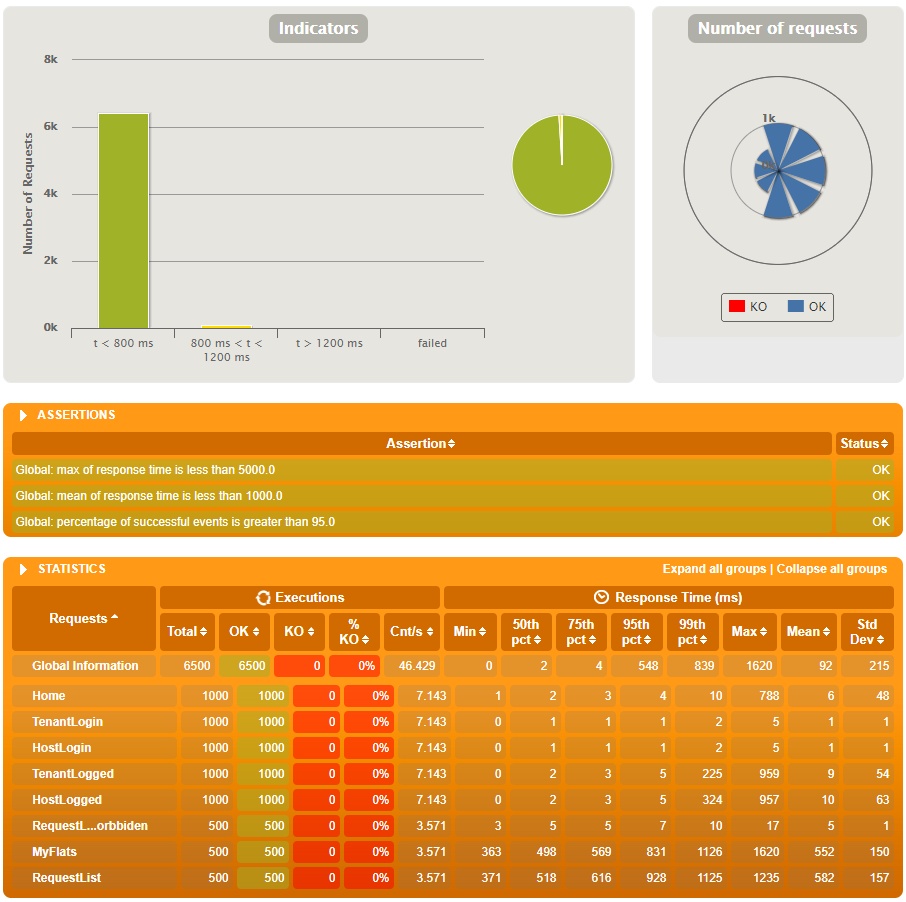 Indicators
8k
6k
4k
2k
0k
Number of Requests
t < 800 ms
800 ms < t <
1200 ms
t > 1200 ms
failed
Number of requests
1k
KO
OK
ASSERTIONS
Assertion Status
Global: max of response time is less than 5000.0 OK
Global: mean of response time is less than 1000.0 OK
Global: percentage of successful events is greater than 95.0 OK
STATISTICS Expand all groups | Collapse all groups
Requests Executions Response Time (ms)
Total OK KO % KO Cnt/s Min 50th pct 75th pct 95th pct 99th pct Max Mean Std Dev
Global Information 6500 6500 0 0% 46.429 0 2 4 548 839 1620 92 215
Home 1000 1000 0 0% 7.143 1 2 3 4 10 788 6 48
TenantLogin 1000 1000 0 0% 7.143 0 1 1 1 2 5 1 1
HostLogin 1000 1000 0 0% 7.143 0 1 1 1 2 5 1 1
TenantLogged 1000 1000 0 0% 7.143 0 2 3 5 225 959 9 54
HostLogged 1000 1000 0 0% 7.143 0 2 3 5 324 957 10 63
RequestL...orbbiden 500 500 0 0% 3.571 3 5 5 7 10 17 5 1
MyFlats 500 500 0 0% 3.571 363 498 569 831 1126 1620 552 150
RequestList 500 500 0 0% 3.571 371 518 616 928 1125 1235 582 157